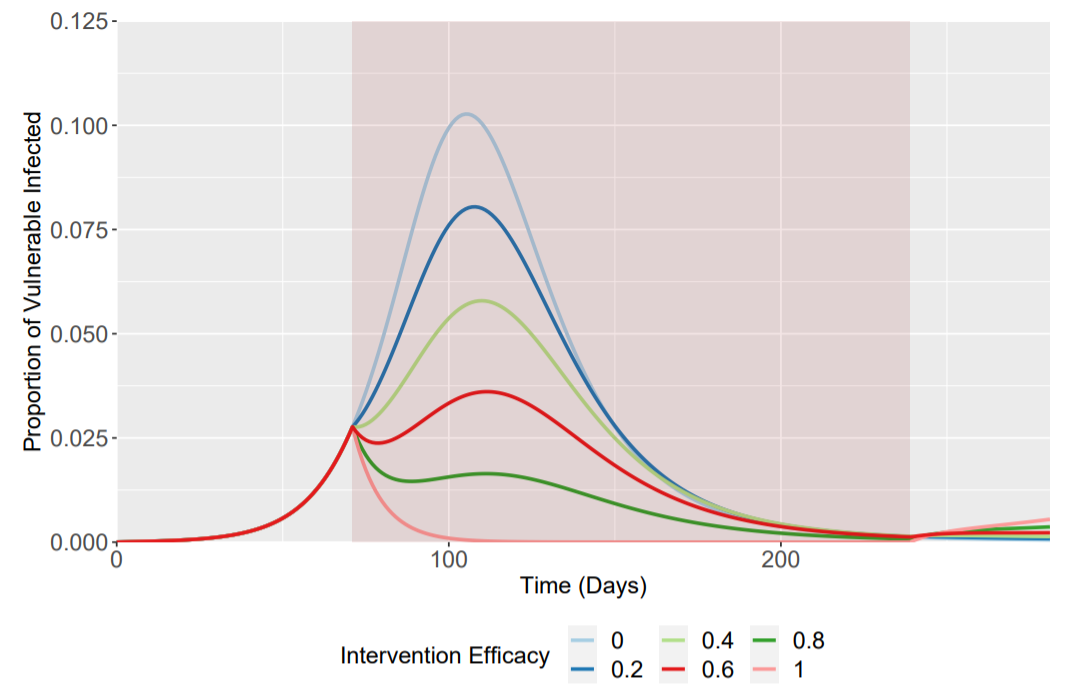 0.125
0.100
0.075
0.050
0.025
0.000
Proportion of Vulnerable Infected
0 100 200
Time (Days)
Intervention Efficacy
0 0.4 0.8
0.2 0.6 1